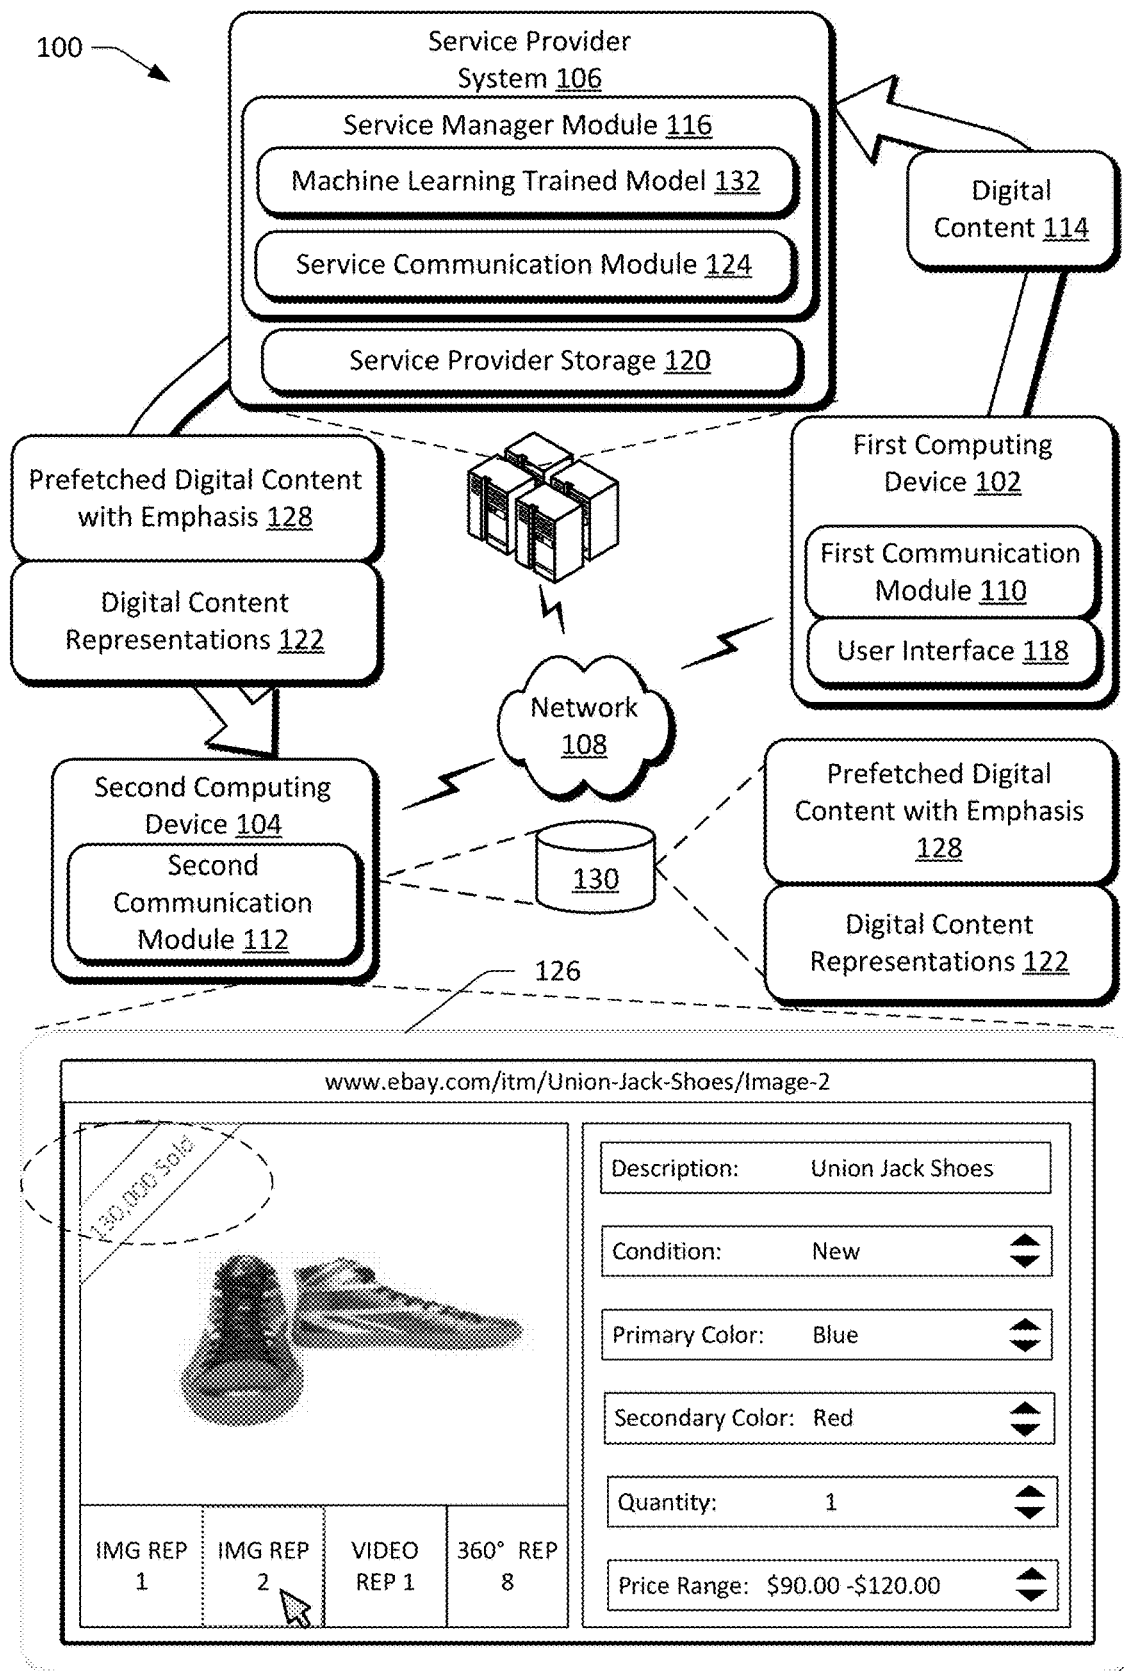 100
Service Provider
System 106
Service Manager Module 116
Machine Learning Trained Model 132
Service Communication Module 124
Service Provider Storage 120
Digital
Content 114
Prefetched Digital Content
with Emphasis 128
Digital Content
Representations 122
First Computing
Device 102
First Communication
Module 110
User Interface 118
Network
108
Second Computing
Device 104
Second
Communication
Module 112
130
Prefetched Digital
Content with Emphasis
128
Digital Content
Representations 122
126
www.ebay.com/itm/Union-Jack-Shoes/Image-2
130,000 Sold
IMG REP
1
IMG REP
2
VIDEO
REP 1
360° REP
8
Description: Union Jack Shoes
Condition: New
Primary Color: Blue
Secondary Color: Red
Quantity: 1
Price Range: $90.00 -$120.00